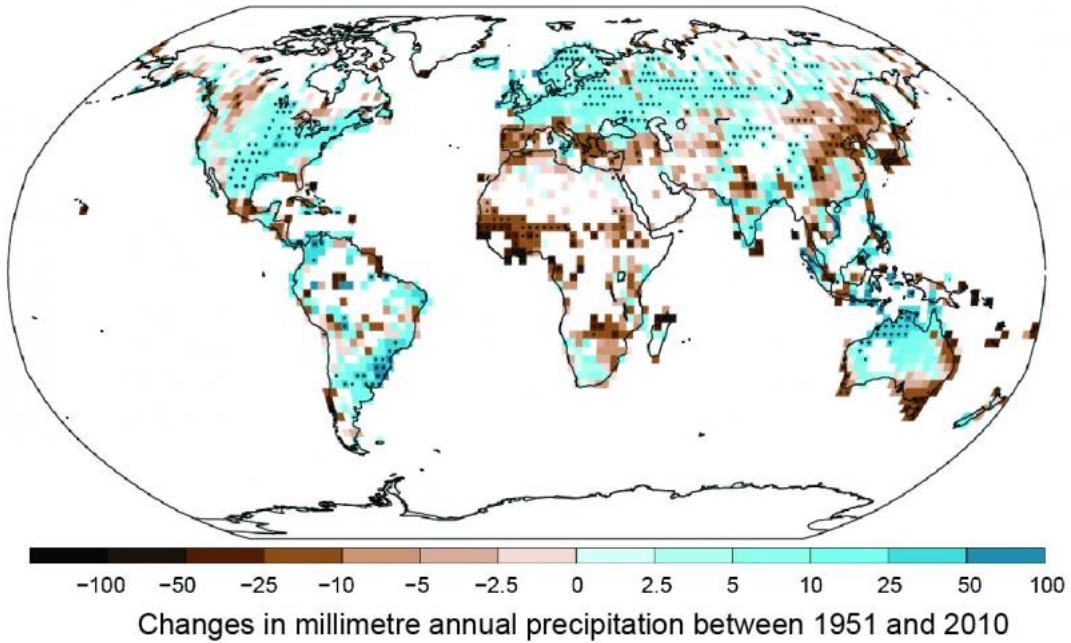 −100 −50 −25 −10 −5 −2.5 0 2.5 5 10 25 50 100
Changes in millimetre annual precipitation between 1951 and 2010